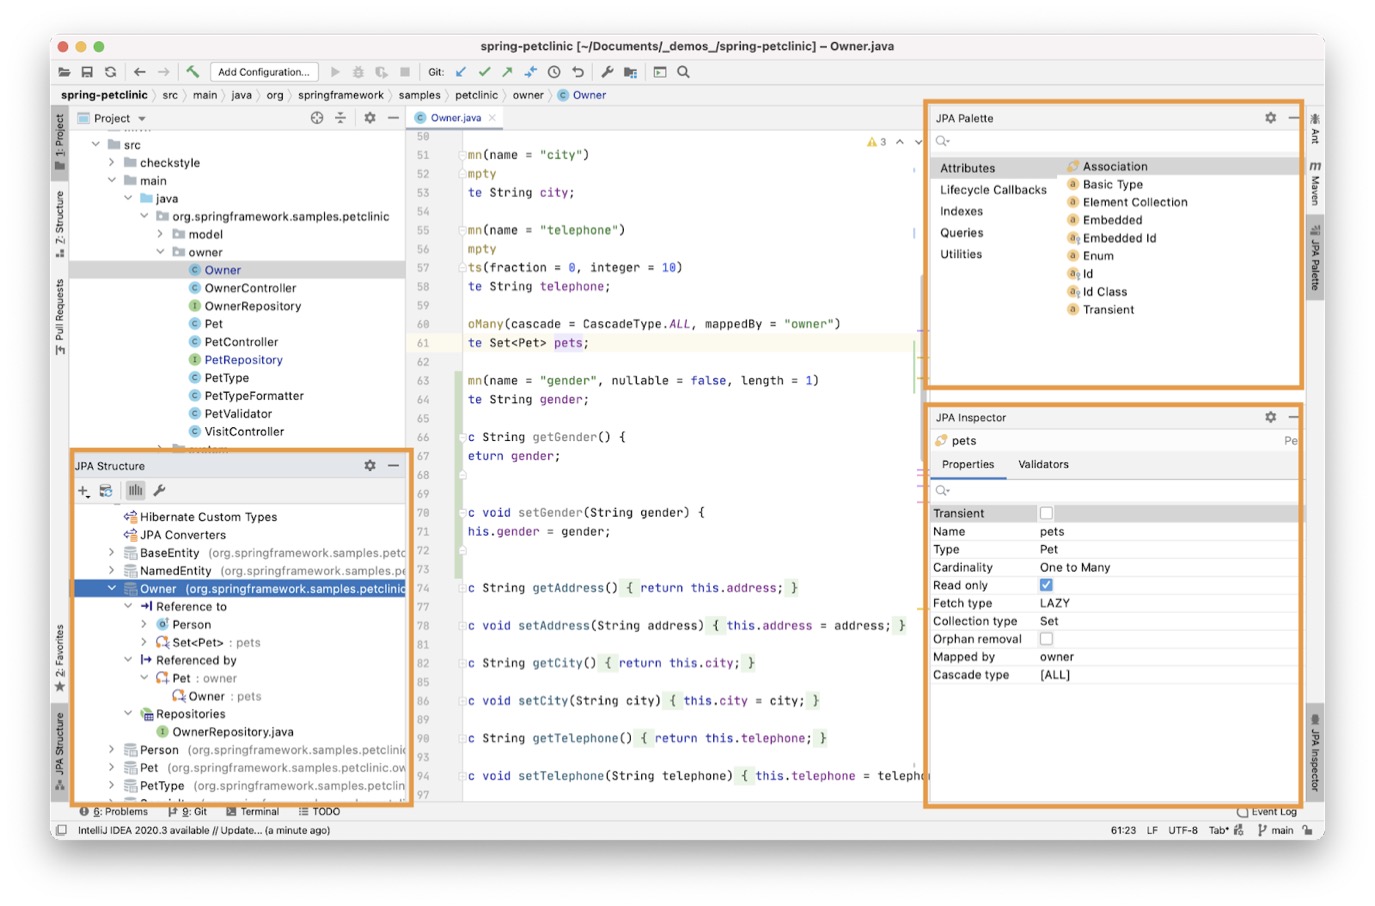 spring-petclinic [~/Documents/_demos_/spring-petclinic] – Owner.java
Add Configuration...
Git:
spring-petclinic
src
main
java
org
springframework
samples
petclinic
owner
Owner
1: Project
Z: Structure
Pull Requests
2: Favorites
JPA Structure
Project
src
checkstyle
main
java
org.springframework.samples.petclinic
model
owner
Owner
OwnerController
OwnerRepository
Pet
PetController
PetRepository
PetType
PetTypeFormatter
PetValidator
VisitController
JPA Structure
Hibernate Custom Types
JPA Converters
BaseEntity (org.springframework.samples.petc
NamedEntity (org.springframework.samples.pet
Owner (org.springframework.samples.petclinic
Reference to
Person
Set<Pet> : pets
Referenced by
Pet : owner
Owner : pets
Repositories
OwnerRepository.java
Person (org.springframework.samples.petclinic
Pet (org.springframework.samples.petclinic.ow
PetType (org.springframework.samples.petclin
Owner.java
3
50
51 mn(name = "city")
52 mpty
53 te String city;
54
55 mn(name = "telephone")
56 mpty
57 ts(fraction = 0, integer = 10)
58 te String telephone;
59
60 oMany(cascade = CascadeType.ALL, mappedBy = "owner")
61 te Set<Pet> pets;
62
63 mn(name = "gender", nullable = false, length = 1)
64 te String gender;
65
66 c String getGender() {
67 eturn gender;
68
69
70 c void setGender(String gender) {
71 his.gender = gender;
72
73
74 c String getAddress() { return this.address; }
77
78 c void setAddress(String address) { this.address = address; }
81
82 c String getCity() { return this.city; }
85
86 c void setCity(String city) { this.city = city; }
89
90 c String getTelephone() { return this.telephone; }
93
94 c void setTelephone(String telephone) { this.telephone = teleph
97
JPA Palette
Attributes
Lifecycle Callbacks
Indexes
Queries
Utilities
Association
Basic Type
Element Collection
Embedded
Embedded Id
Enum
Id
Id Class
Transient
JPA Inspector
pets
Pe
Properties
Validators
Transient
Name pets
Type Pet
Cardinality One to Many
Read only
Fetch type LAZY
Collection type Set
Orphan removal
Mapped by owner
Cascade type [ALL]
Ant
Maven
JPA Palette
JPA Inspector
6: Problems
9: Git
Terminal
TODO
Event Log
IntelliJ IDEA 2020.3 available // Update... (a minute ago)
61:23
LF
UTF-8
Tab*
main